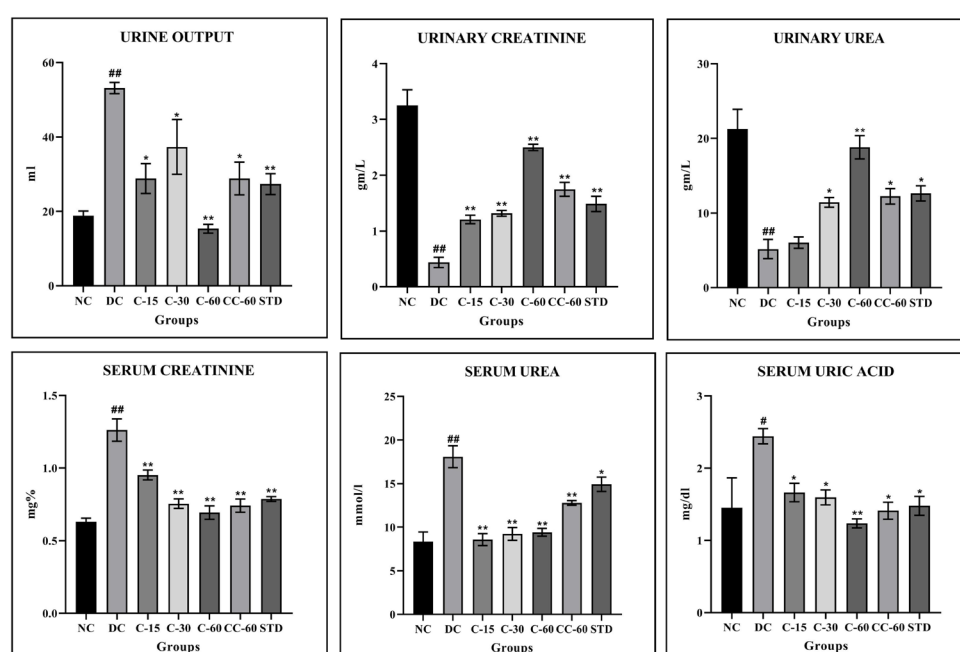 URINE OUTPUT
60
40
20
0
ml
##
*
*
**
*
**
NC DC C-15 C-30 C-60 CC-60 STD
Groups
URINARY CREATININE
4
3
2
1
0
gm/L
##
**
**
**
**
**
NC DC C-15 C-30 C-60 CC-60 STD
Groups
URINARY UREA
30
20
10
0
gm/L
##
*
**
*
*
NC DC C-15 C-30 C-60 CC-60 STD
Groups
SERUM CREATININE
1.5
1.0
0.5
0.0
mg%
##
**
**
**
**
**
NC DC C-15 C-30 C-60 CC-60 STD
Groups
SERUM UREA
25
20
15
10
5
0
mmol/l
##
**
**
**
**
*
NC DC C-15 C-30 C-60 CC-60 STD
Groups
SERUM URIC ACID
3
2
1
0
mg/dl
#
*
*
**
*
*
NC DC C-15 C-30 C-60 CC-60 STD
Groups